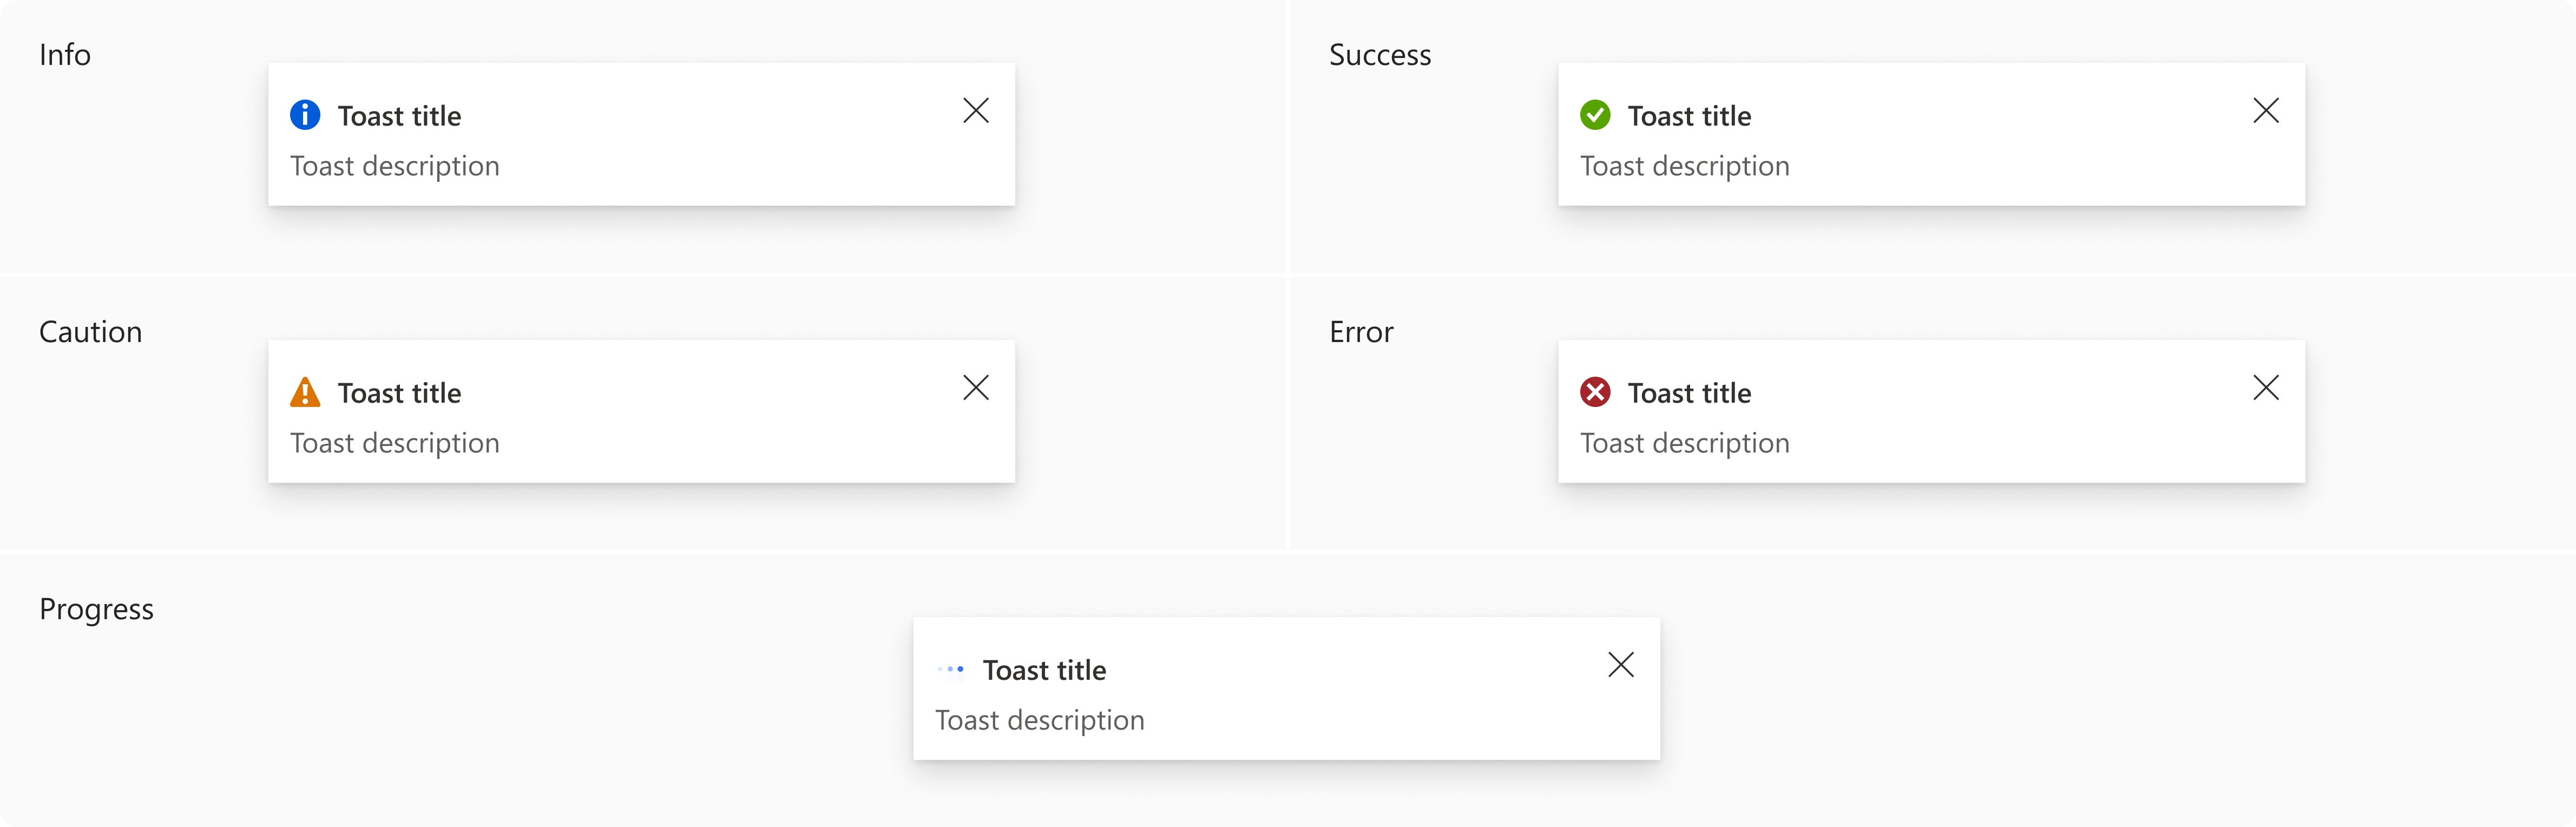 Info
Toast title
Toast description
Success
Toast title
Toast description
Caution
Toast title
Toast description
Error
Toast title
Toast description
Progress
Toast title
Toast description